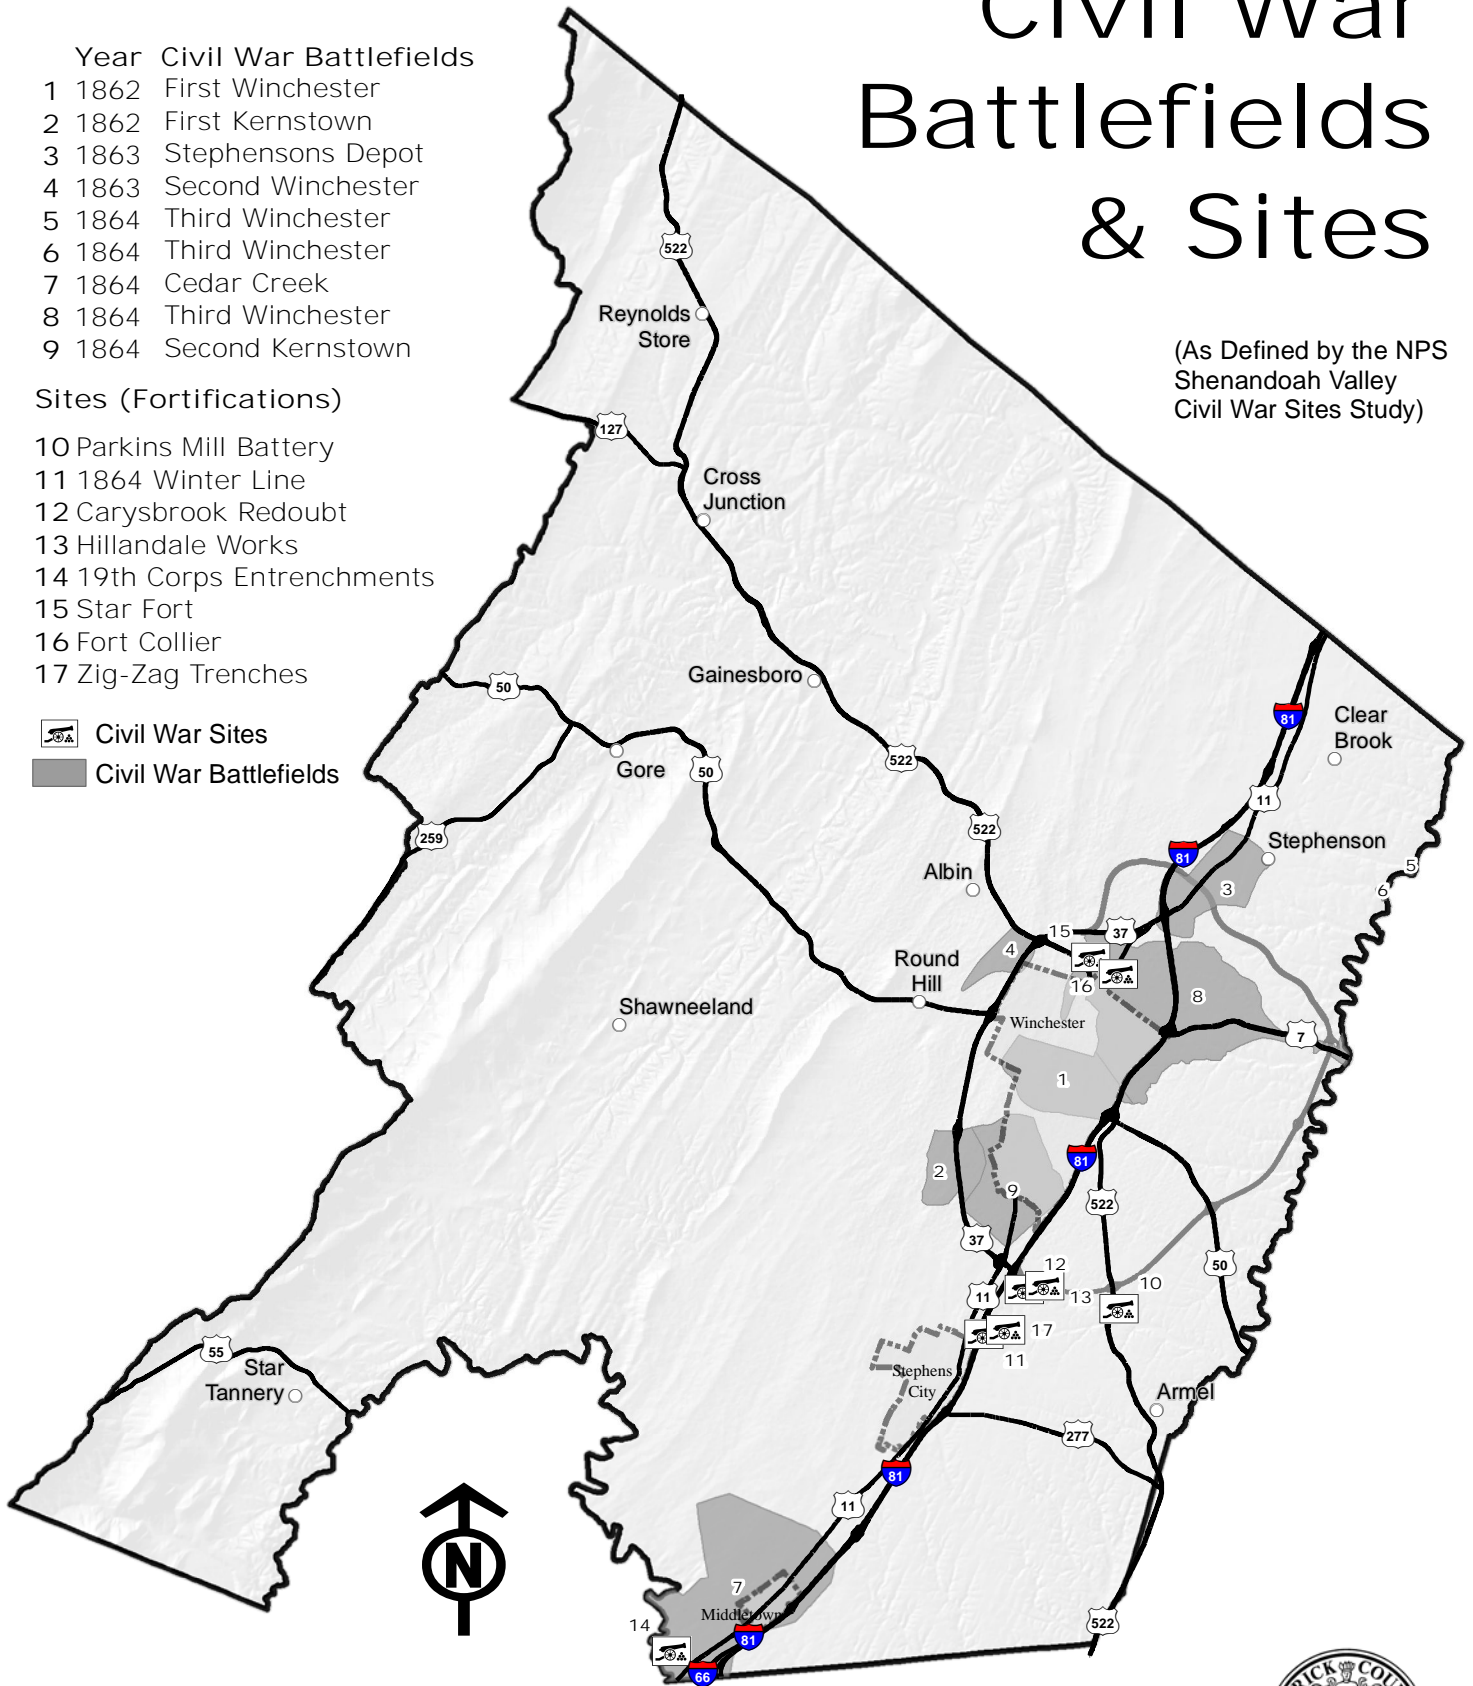 Civil War
Battlefields
& Sites
(As Defined by the NPS
Shenandoah Valley
Civil War Sites Study)
Year Civil War Battlefields
1 1862 First Winchester
2 1862 First Kernstown
3 1863 Stephensons Depot
4 1863 Second Winchester
5 1864 Third Winchester
6 1864 Third Winchester
7 1864 Cedar Creek
8 1864 Third Winchester
9 1864 Second Kernstown
Sites (Fortifications)
10 Parkins Mill Battery
11 1864 Winter Line
12 Carysbrook Redoubt
13 Hillandale Works
14 19th Corps Entrenchments
15 Star Fort
16 Fort Collier
17 Zig-Zag Trenches
Civil War Sites
Civil War Battlefields
522
Reynolds
Store
127
Cross
Junction
50
Gainesboro
81
Clear
Brook
Gore
50
522
11
522
259
81
Stephenson
5
Albin
3
6
15
37
4
Round
Hill
16
8
Shawneeland
Winchester
7
1
81
2
9
522
37
50
12
10
11
13
17
55
11
Star
Tannery
Stephens
City
Armel
277
81
11
N
7
Middletown
14
522
81
66
RICK COU